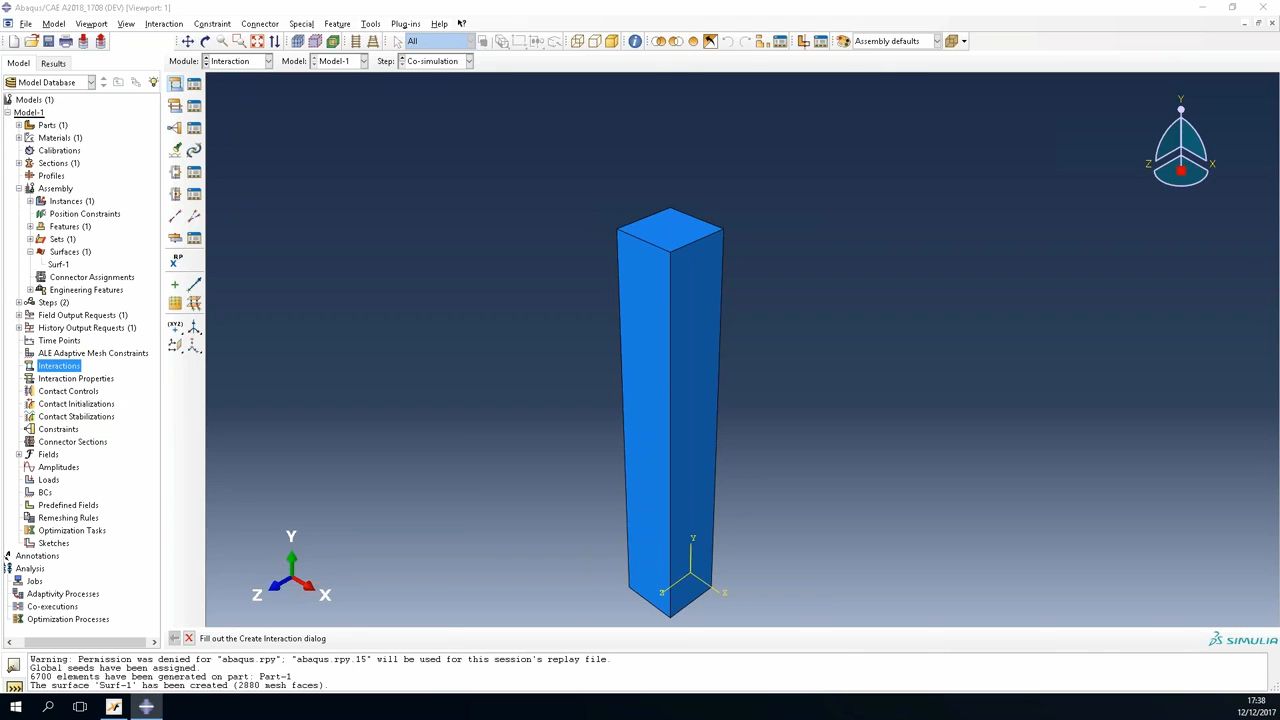 Abaqus/CAE A2018_1708 (DEV) [Viewport: 1]
File Model Viewport View Interaction Constraint Connector Special Feature Tools Plug-ins Help
All Assembly defaults
Model Results Module: Interaction Model: Model-1 Step: Co-simulation
Model Database
Models (1)
Model-1
Parts (1)
Materials (1)
Calibrations
Sections (1)
Profiles
Assembly
Instances (1)
Position Constraints
Features (1)
Sets (1)
Surfaces (1)
Surf-1
Connector Assignments
Engineering Features
Steps (2)
Field Output Requests (1)
History Output Requests (1)
Time Points
ALE Adaptive Mesh Constraints
Interactions
Interaction Properties
Contact Controls
Contact Initializations
Contact Stabilizations
Constraints
Connector Sections
Fields
Amplitudes
Loads
BCs
Predefined Fields
Remeshing Rules
Optimization Tasks
Sketches
Annotations
Analysis
Jobs
Adaptivity Processes
Co-executions
Optimization Processes
RP
(XYZ)
Y
Z X
Y
Z X
Y
Z X
Fill out the Create Interaction dialog
SIMULIA
Warning: Permission was denied for "abaqus.rpy", "abaqus.rpy.15" will be used for this session's replay file.
Global seeds have been assigned.
6700 elements have been generated on part: Part-1
The surface 'Surf-1' has been created (2880 mesh faces).
17:38
12/12/2017